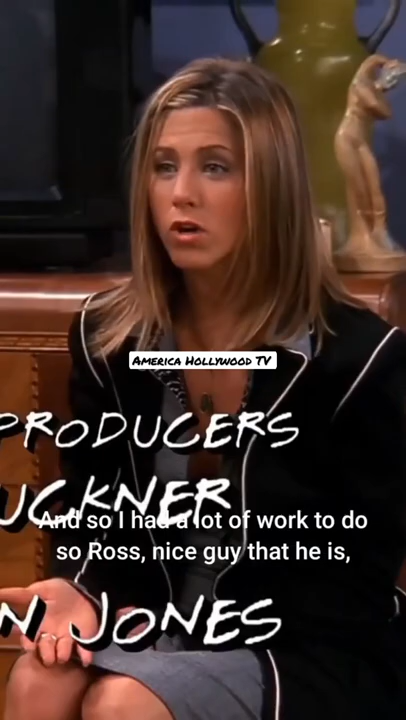 AMERICA HOLLYWOOD TV
PRODUCERS
UCKNER
And so I had a lot of work to do
so Ross, nice guy that he is,
N JONES